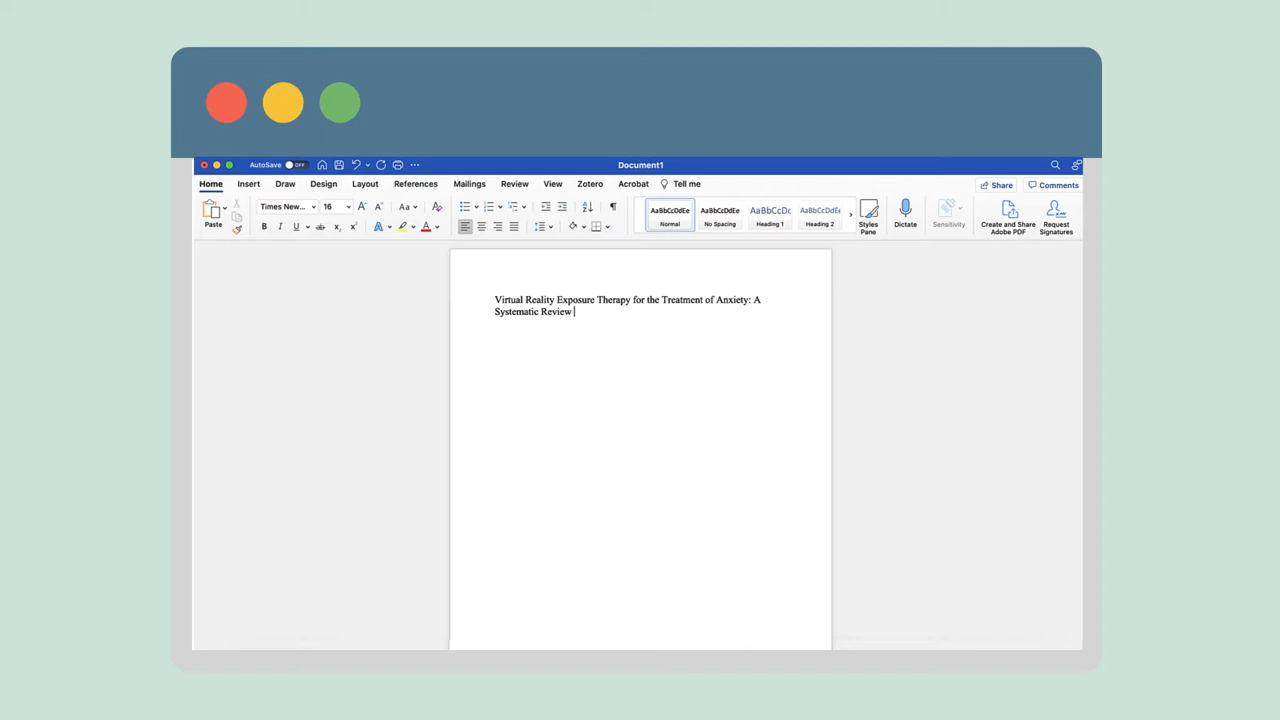 AutoSave OFF
Document1
Home Insert Draw Design Layout References Mailings Review View Zotero Acrobat Tell me
Share Comments
Paste
Times New... 16
Aa
AaBbCcDdEe AaBbCcDdEe AaBbCcDc AaBbCcDdEe
Normal No Spacing Heading 1 Heading 2
Styles Pane
Dictate
Sensitivity
Create and Share Adobe PDF
Request Signatures
Virtual Reality Exposure Therapy for the Treatment of Anxiety: A
Systematic Review